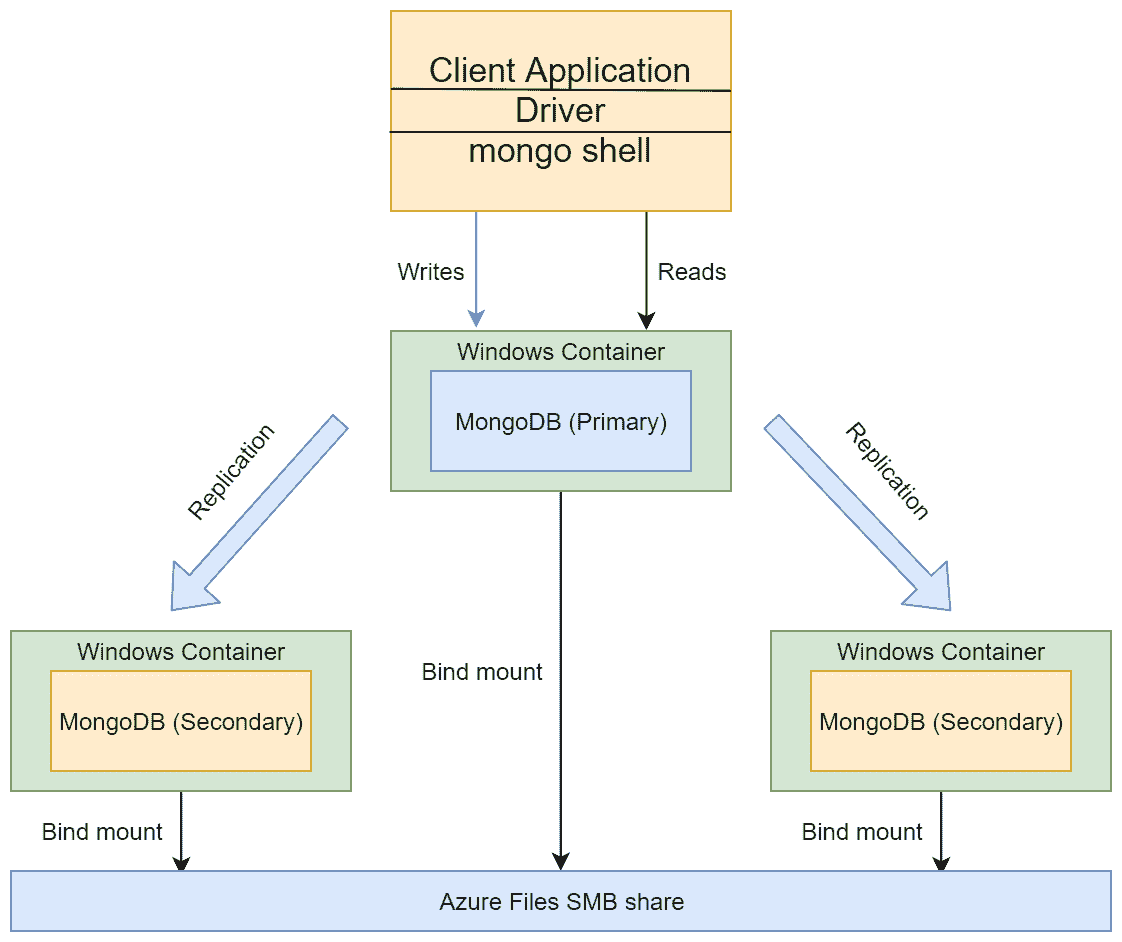 Client Application
Driver
mongo shell
Writes
Reads
Windows Container
MongoDB (Primary)
Replication
Replication
Windows Container
MongoDB (Secondary)
Bind mount
Windows Container
MongoDB (Secondary)
Bind mount
Bind mount
Azure Files SMB share